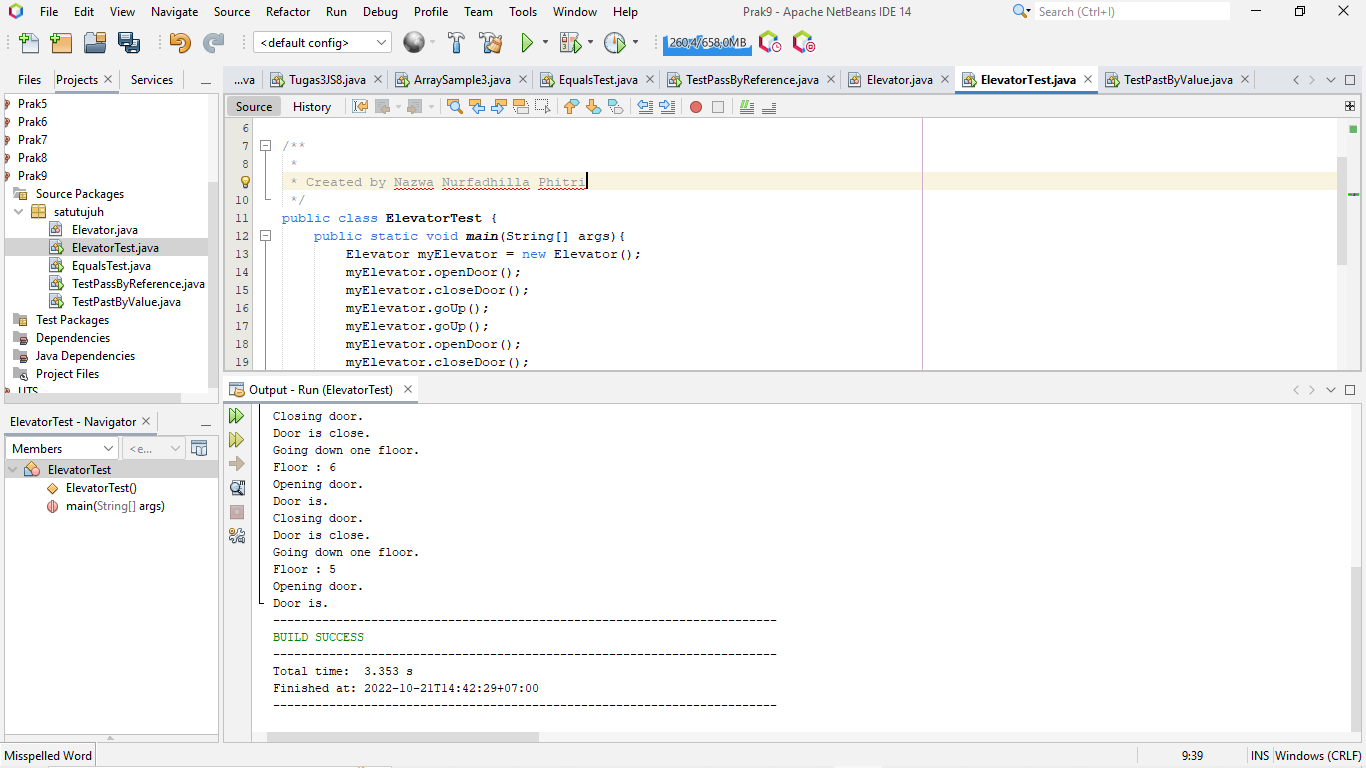 File Edit View Navigate Source Refactor Run Debug Profile Team Tools Window Help Prak9 - Apache NetBeans IDE 14 Search (Ctrl+I)
<default config> 260,4/658,0MB
Files Projects Services
...va Tugas3JS8.java ArraySample3.java EqualsTest.java TestPassByReference.java Elevator.java ElevatorTest.java TestPastByValue.java
Source History
Prak5
Prak6
Prak7
Prak8
Prak9
Source Packages
satutujuh
Elevator.java
ElevatorTest.java
EqualsTest.java
TestPassByReference.java
TestPastByValue.java
Test Packages
Dependencies
Java Dependencies
Project Files
UTS
6
7 /**
8 *
* Created by Nazwa Nurfadhilla Phitri
10 */
11 public class ElevatorTest {
12 public static void main(String[] args){
13 Elevator myElevator = new Elevator();
14 myElevator.openDoor();
15 myElevator.closeDoor();
16 myElevator.goUp();
17 myElevator.goUp();
18 myElevator.openDoor();
19 myElevator.closeDoor();
ElevatorTest - Navigator
Members <e...
ElevatorTest
ElevatorTest()
main(String[] args)
Output - Run (ElevatorTest)
Closing door.
Door is close.
Going down one floor.
Floor : 6
Opening door.
Door is.
Closing door.
Door is close.
Going down one floor.
Floor : 5
Opening door.
Door is.
------------------------------------------------------------------------
BUILD SUCCESS
------------------------------------------------------------------------
Total time:  3.353 s
Finished at: 2022-10-21T14:42:29+07:00
------------------------------------------------------------------------
Misspelled Word 9:39 INS Windows (CRLF)